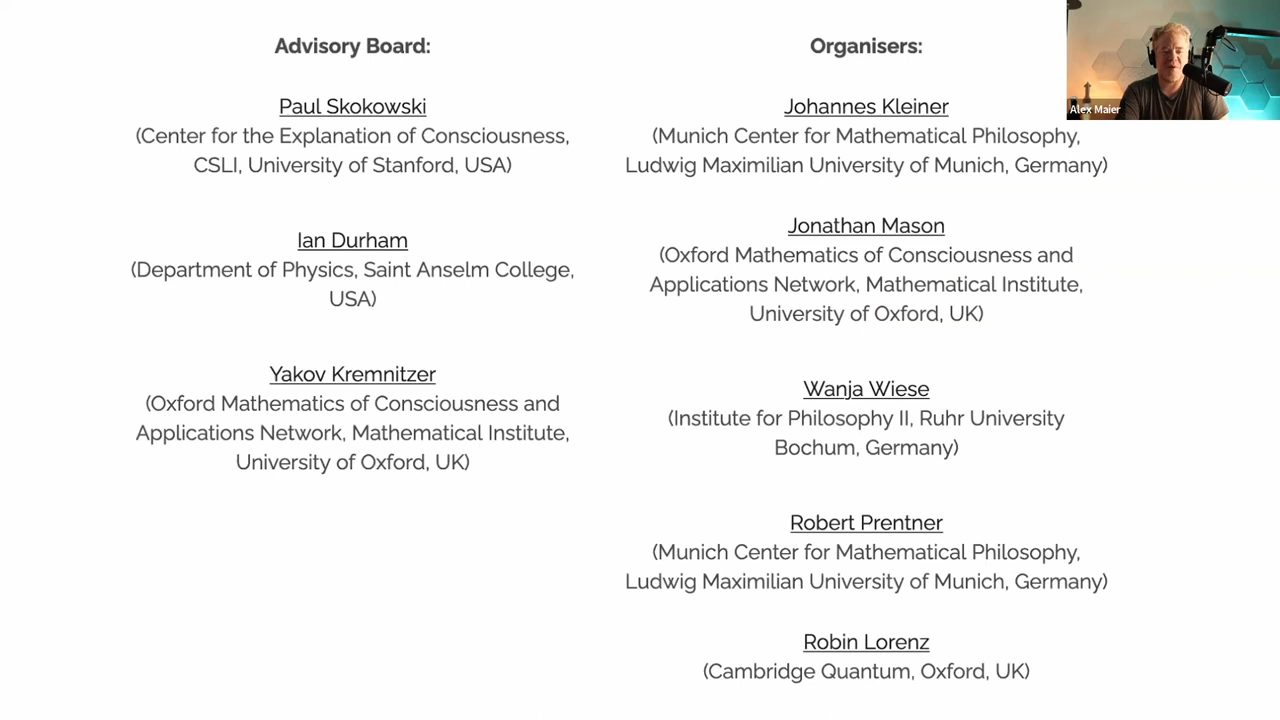 Advisory Board:
Paul Skokowski
(Center for the Explanation of Consciousness,
CSLI, University of Stanford, USA)
Ian Durham
(Department of Physics, Saint Anselm College,
USA)
Yakov Kremnitzer
(Oxford Mathematics of Consciousness and
Applications Network, Mathematical Institute,
University of Oxford, UK)
Organisers:
Johannes Kleiner
(Munich Center for Mathematical Philosophy,
Ludwig Maximilian University of Munich, Germany)
Jonathan Mason
(Oxford Mathematics of Consciousness and
Applications Network, Mathematical Institute,
University of Oxford, UK)
Wanja Wiese
(Institute for Philosophy II, Ruhr University
Bochum, Germany)
Robert Prentner
(Munich Center for Mathematical Philosophy,
Ludwig Maximilian University of Munich, Germany)
Robin Lorenz
(Cambridge Quantum, Oxford, UK)
Alex Maier